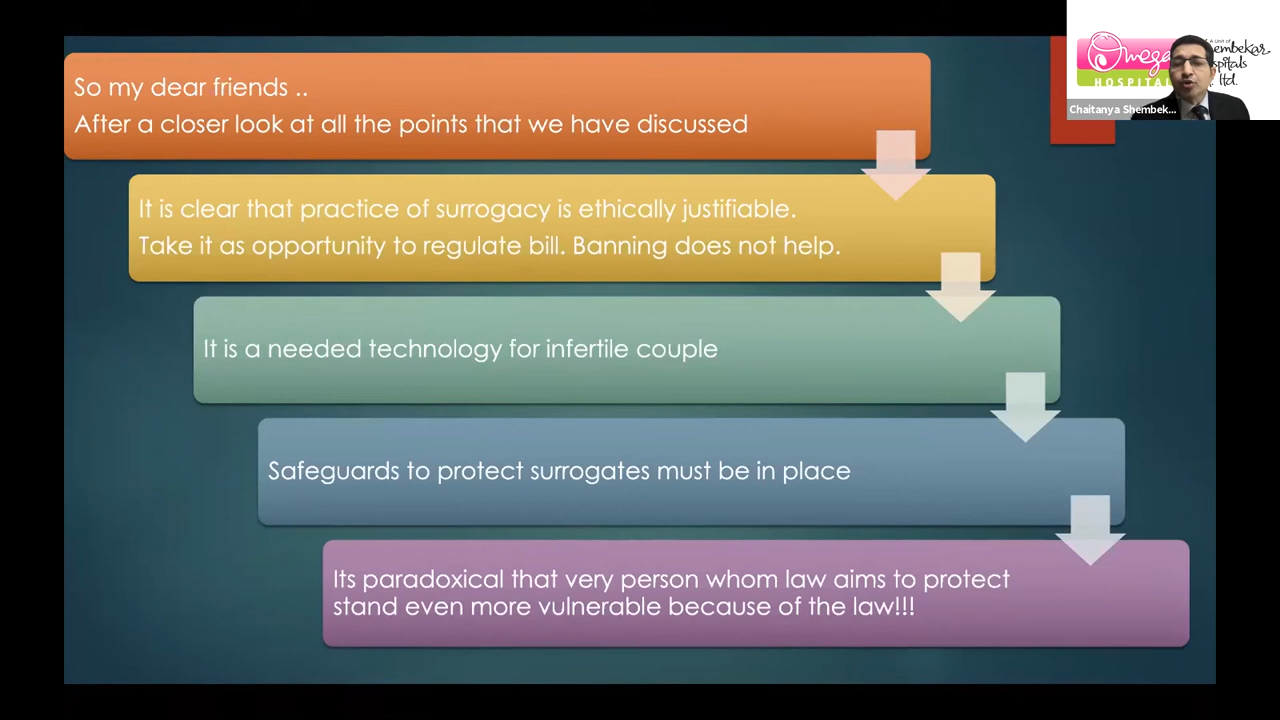 So my dear friends ..
After a closer look at all the points that we have discussed
It is clear that practice of surrogacy is ethically justifiable.
Take it as opportunity to regulate bill. Banning does not help.
It is a needed technology for infertile couple
Safeguards to protect surrogates must be in place
Its paradoxical that very person whom law aims to protect
stand even more vulnerable because of the law!!!
Omega
HOSPITAL
A Unit of
ltd.
Chaitanya Shembek...